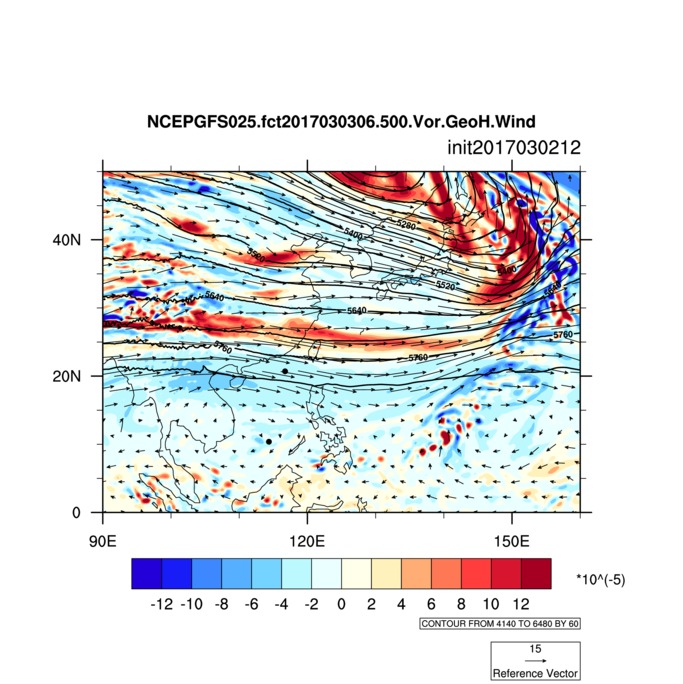 NCEPGFS025.fct2017030306.500.Vor.GeoH.Wind
init2017030212
40N
20N
0
90E 120E 150E
5280
5400
5500
5400
5520
5640
5640
5760
5760
5760
-12 -10 -8 -6 -4 -2 0 2 4 6 8 10 12
*10^(-5)
CONTOUR FROM 4140 TO 6480 BY 60
15
Reference Vector